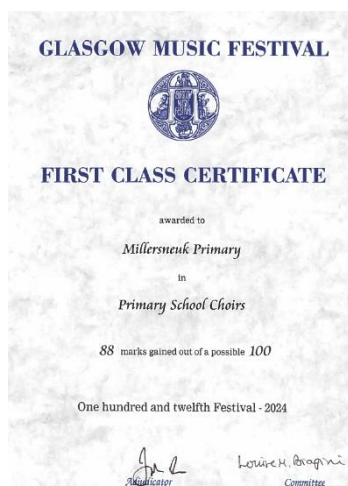 GLASGOW MUSIC FESTIVAL
FIRST CLASS CERTIFICATE
awarded to
Millersneuk Primary
in
Primary School Choirs
88 marks gained out of a possible 100
One hundred and twelfth Festival - 2024
Louise M. Bragini
Adjudicator Committee